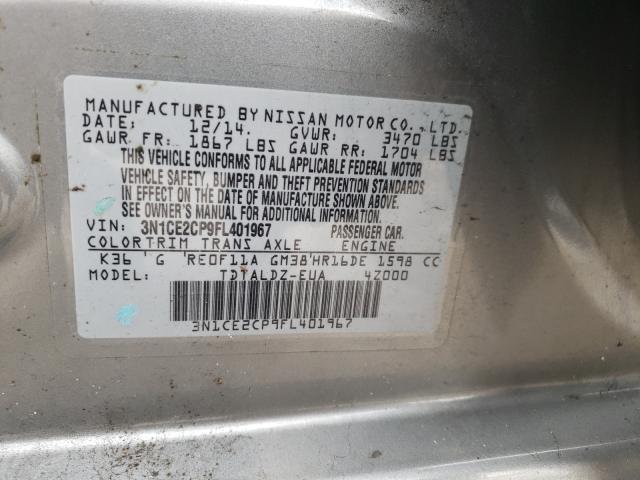 MANUFACTURED BY NISSAN MOTOR CO., LTD.
DATE: 12/14. GVWR: 3470 LBS
GAWR FR: 1867 LBS GAWR RR: 1704 LBS
THIS VEHICLE CONFORMS TO ALL APPLICABLE FEDERAL MOTOR
VEHICLE SAFETY, BUMPER AND THEFT PREVENTION STANDARDS
IN EFFECT ON THE DATE OF MANUFACTURE SHOWN ABOVE.
SEE OWNER'S MANUAL FOR ADDITIONAL INFORMATION.
VIN: 3N1CE2CP9FL401967 PASSENGER CAR.
COLOR TRIM TRANS AXLE ENGINE
K36 'G 'RE0F11A GM38'HR16DE 1598 CC
MODEL: TDTALDZ-EUA 4Z000
3N1CE2CP9FL401967